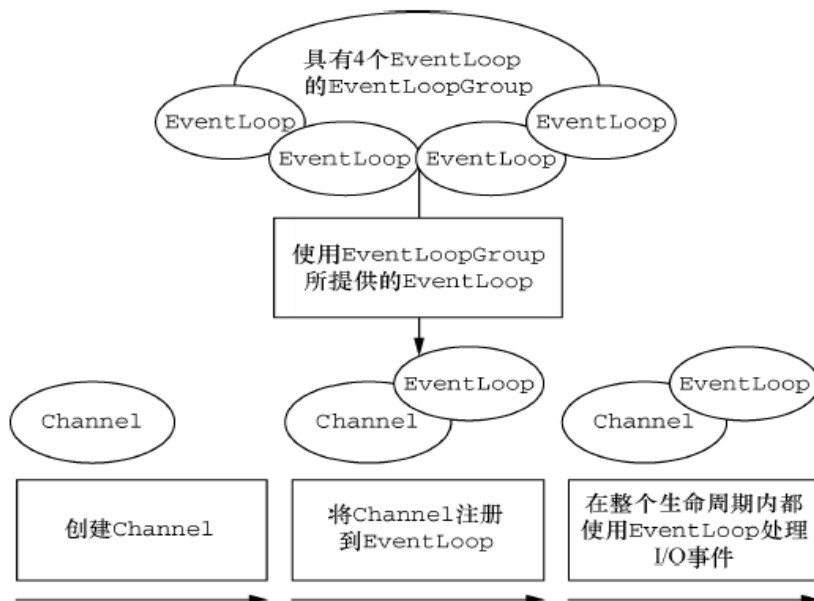 具有4个EventLoop
的EventLoopGroup
EventLoop
EventLoop
EventLoop
EventLoop
使用EventLoopGroup
所提供的EventLoop
Channel
Channel
EventLoop
Channel
EventLoop
创建Channel
将Channel注册
到EventLoop
在整个生命周期内都
使用EventLoop处理
I/O事件